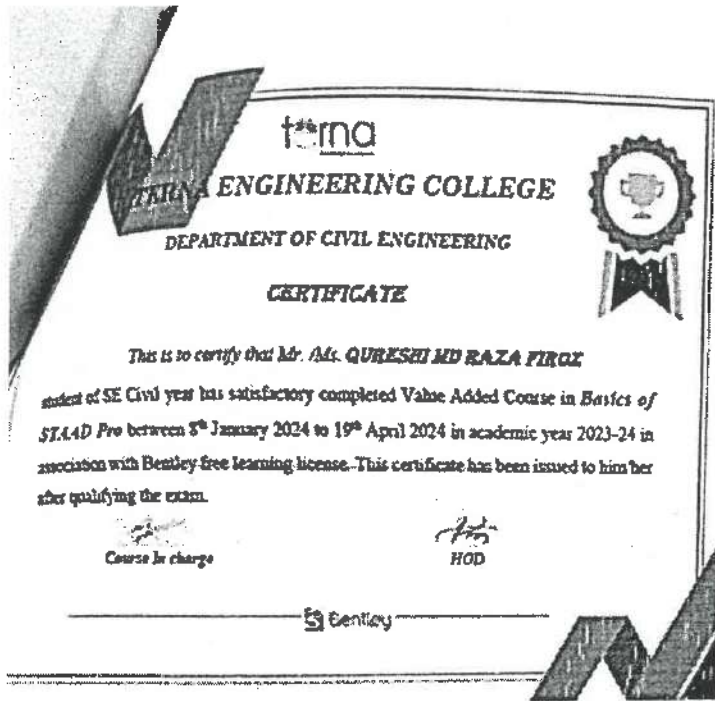 terna
TERNA ENGINEERING COLLEGE
DEPARTMENT OF CIVIL ENGINEERING
CERTIFICATE
This is to certify that Mr. /Ms. QURESHI MD RAZA FIROZ
student of SE Civil year has satisfactory completed Value Added Course in Basics of
STAAD Pro between 8th January 2024 to 19th April 2024 in academic year 2023-24 in
association with Bentley free learning license. This certificate has been issued to him/her
after qualifying the exam.
Course In charge
HOD
Bentley